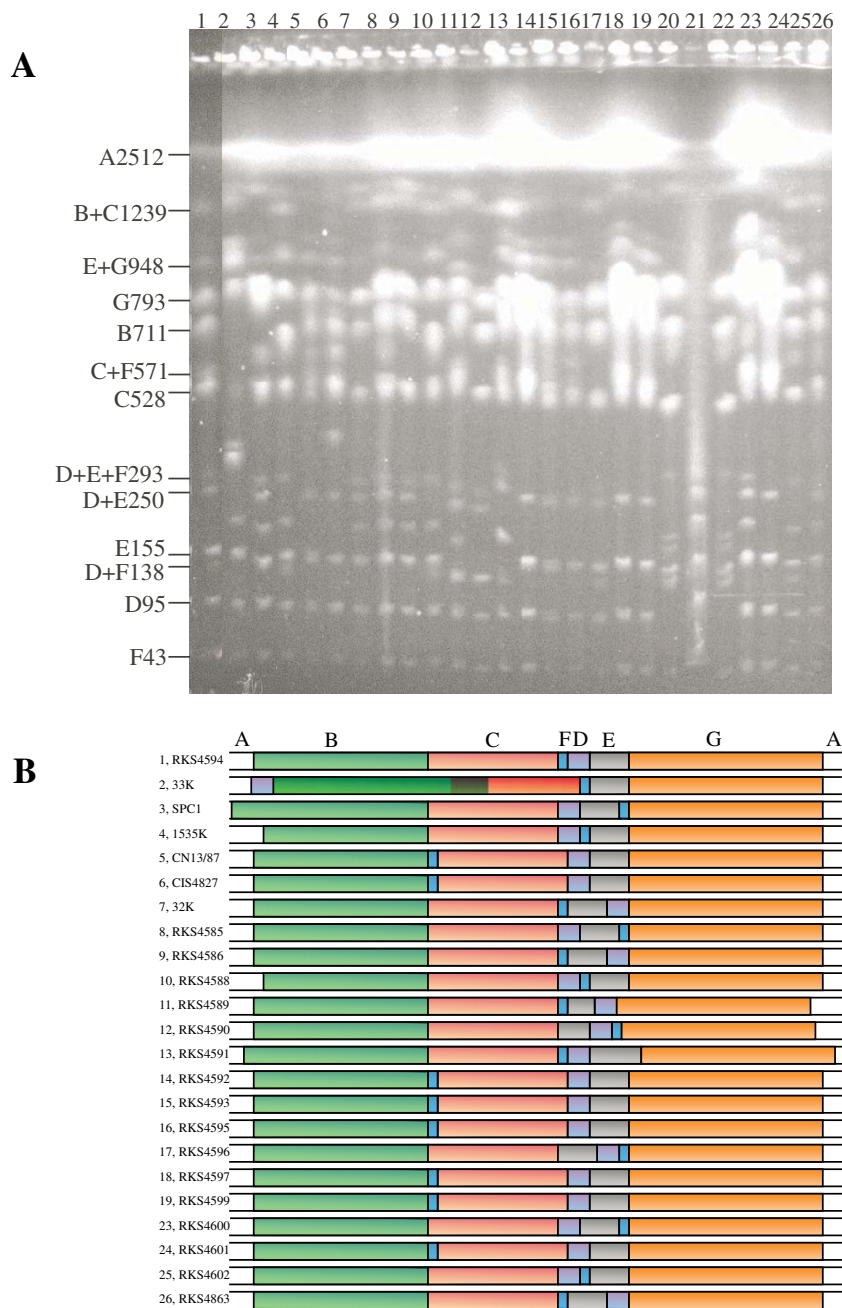 1 2 3 4 5 6 7 8 9 10 11 12 13 14 15 16 17 18 19 20 21 22 23 24 25 26
A
A2512
B+C1239
E+G948
G793
B711
C+F571
C528
D+E+F293
D+E250
E155
D+F138
D95
F43
A B C F D E G A
B
1, RKS4594
2, 33K
3, SPC1
4, 1535K
5, CN13/87
6, CIS4827
7, 32K
8, RKS4585
9, RKS4586
10, RKS4588
11, RKS4589
12, RKS4590
13, RKS4591
14, RKS4592
15, RKS4593
16, RKS4595
17, RKS4596
18, RKS4597
19, RKS4599
23, RKS4600
24, RKS4601
25, RKS4602
26, RKS4863